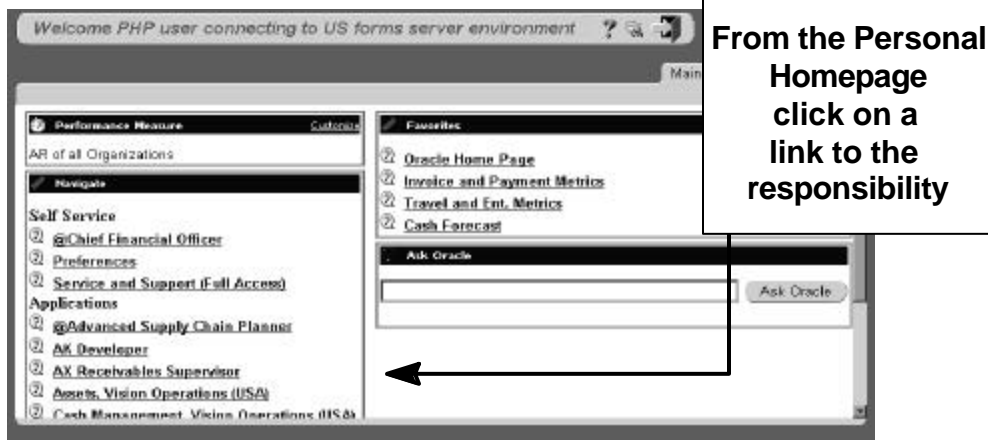 Welcome PHP user connecting to US forms server environment
From the Personal
Homepage
click on a
link to the
responsibility
Main
Performance Measure
Customize
AR of all Organizations
Navigate
Self Service
@Chief Financial Officer
Preferences
Service and Support (Full Access)
Applications
@Advanced Supply Chain Planner
AK Developer
AX Receivables Supervisor
Assets, Vision Operations (USA)
Cash Management, Vision Operations (USA)
Favorites
Oracle Home Page
Invoice and Payment Metrics
Travel and Ent. Metrics
Cash Forecast
Ask Oracle
Ask Oracle